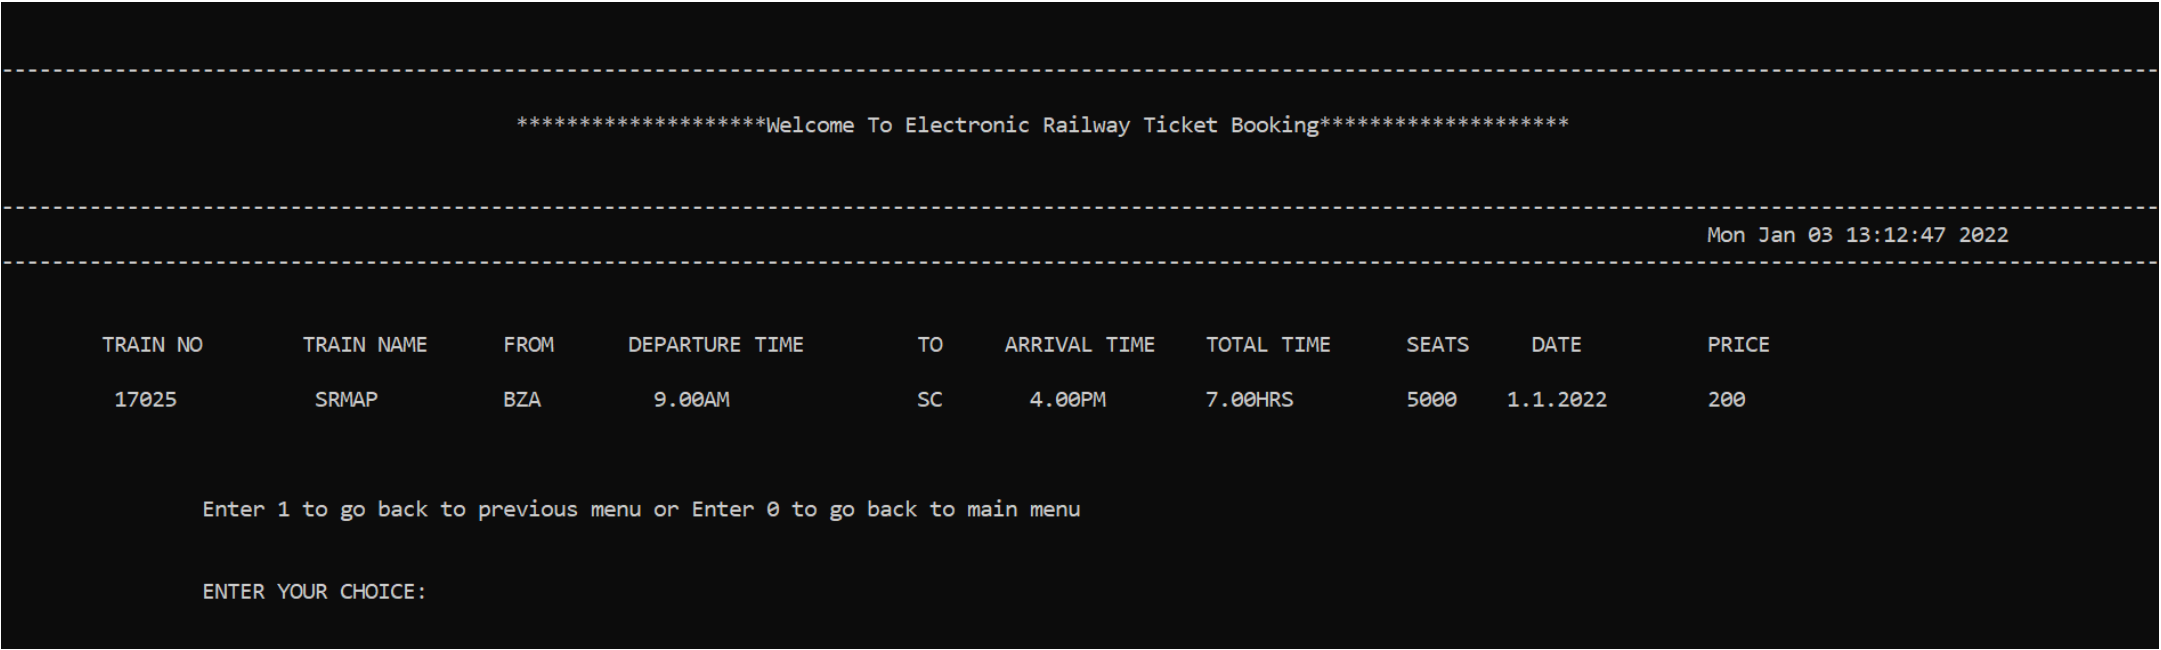 ********************Welcome To Electronic Railway Ticket Booking********************
Mon Jan 03 13:12:47 2022
TRAIN NO TRAIN NAME FROM DEPARTURE TIME TO ARRIVAL TIME TOTAL TIME SEATS DATE PRICE
17025 SRMAP BZA 9.00AM SC 4.00PM 7.00HRS 5000 1.1.2022 200
Enter 1 to go back to previous menu or Enter 0 to go back to main menu
ENTER YOUR CHOICE: